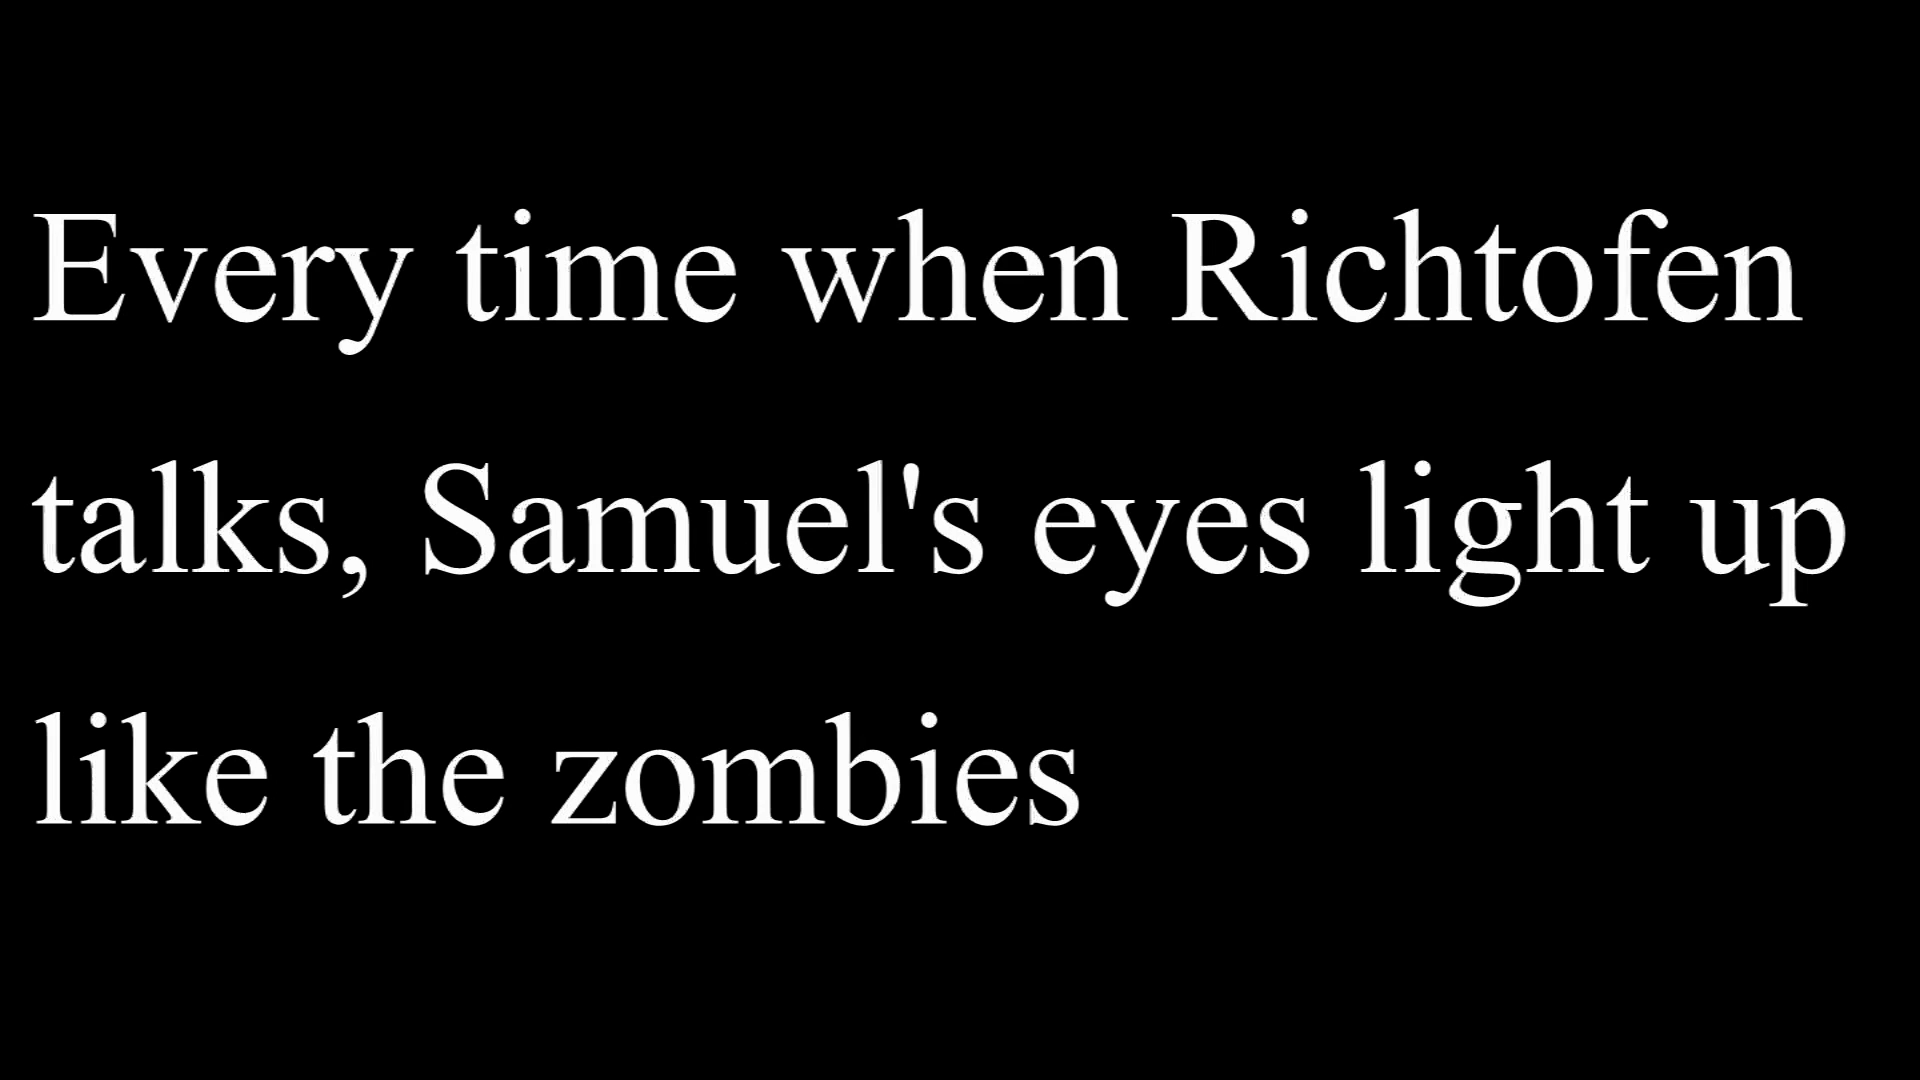 Every time when Richtofen
talks, Samuel's eyes light up
like the zombies